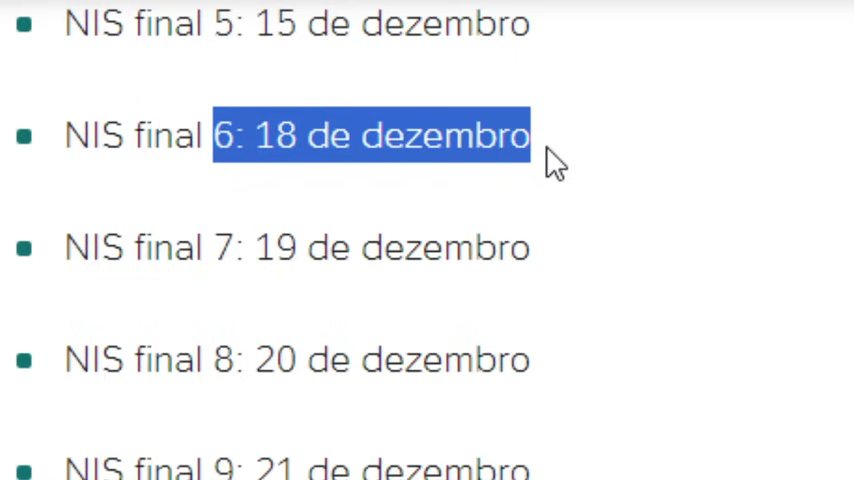 NIS final 5: 15 de dezembro
NIS final 6: 18 de dezembro
NIS final 7: 19 de dezembro
NIS final 8: 20 de dezembro
NIS final 9: 21 de dezembro